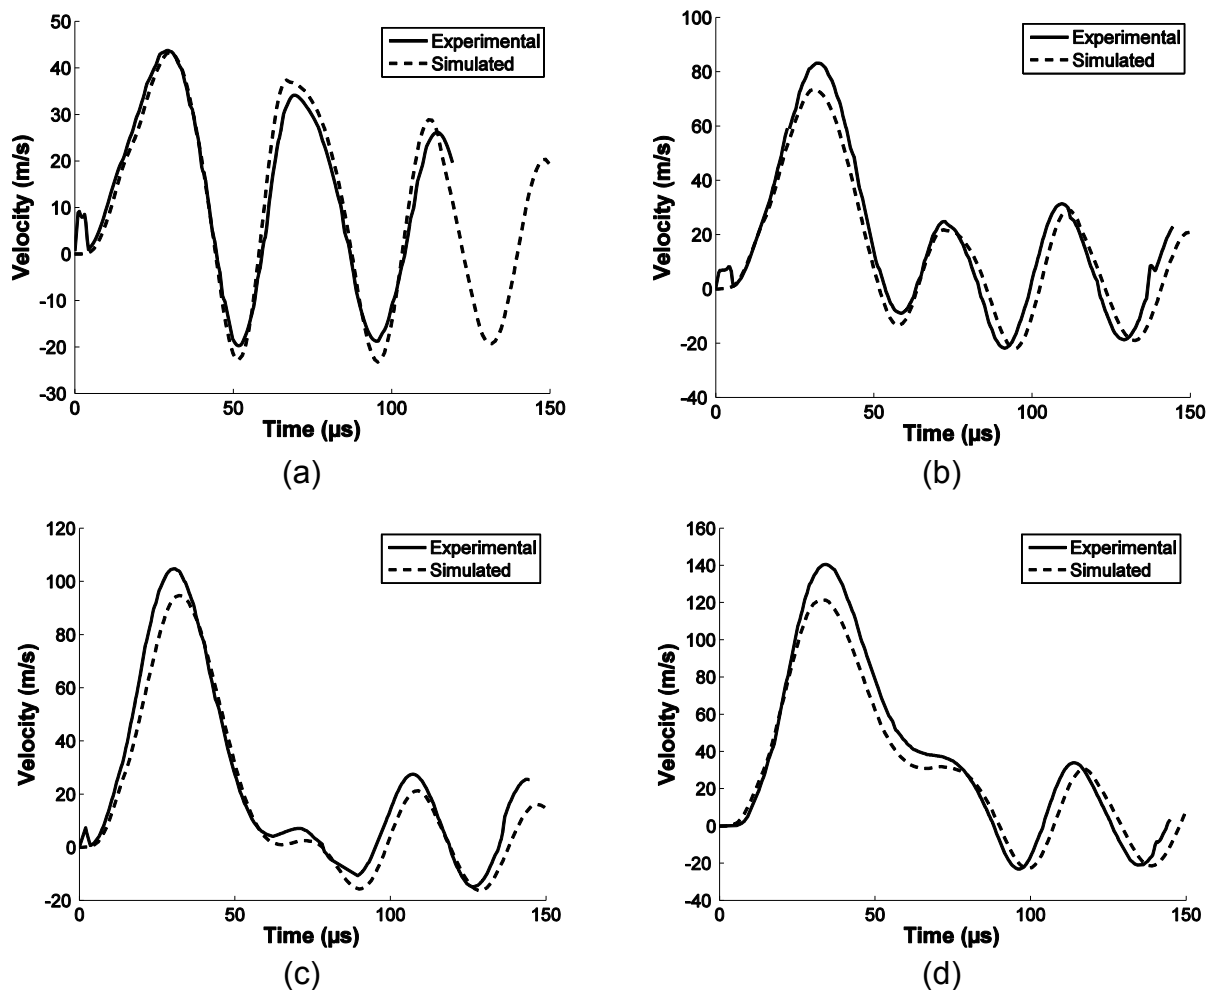 50
40
30
20
10
0
-10
-20
-30
Velocity (m/s)
Experimental
Simulated
0 50 100 150
Time (µs)
(a)
100
80
60
40
20
0
-20
-40
Velocity (m/s)
Experimental
Simulated
0 50 100 150
Time (µs)
(b)
120
100
80
60
40
20
0
-20
Velocity (m/s)
Experimental
Simulated
0 50 100 150
Time (µs)
(c)
160
140
120
100
80
60
40
20
0
-20
-40
Velocity (m/s)
Experimental
Simulated
0 50 100 150
Time (µs)
(d)